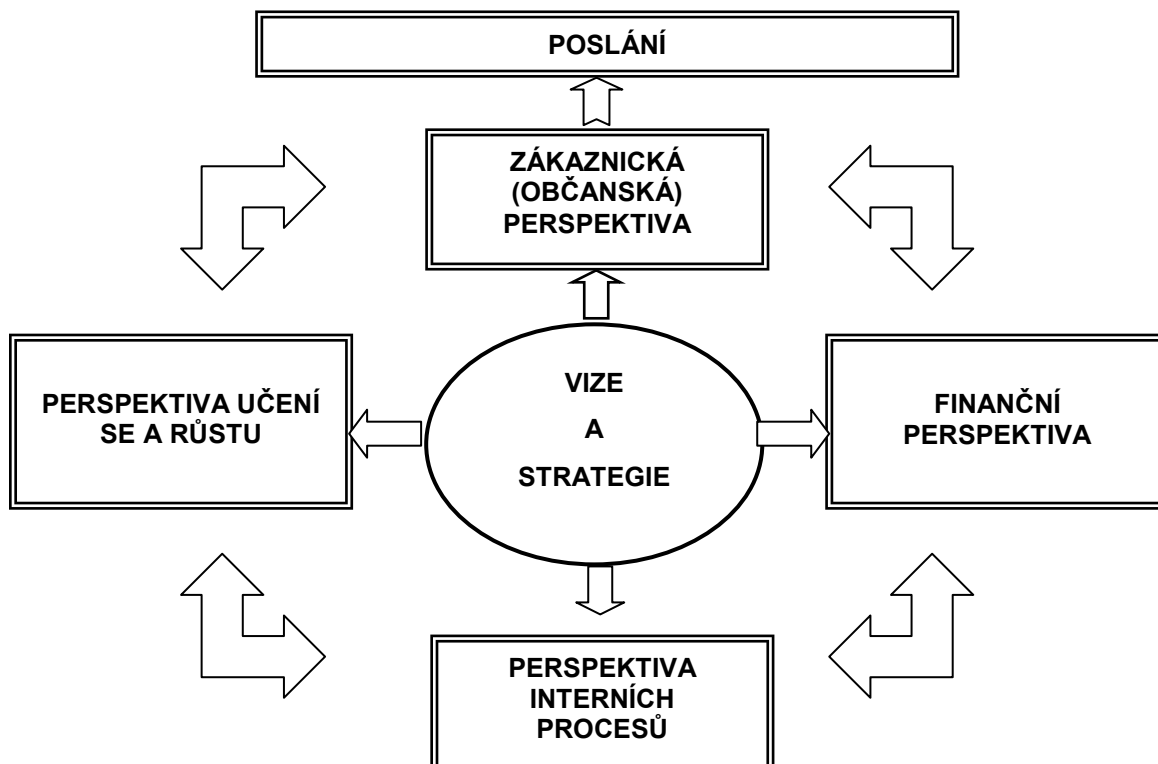 POSLÁNÍ
ZÁKAZNICKÁ
(OBČANSKÁ)
PERSPEKTIVA
PERSPEKTIVA UČENÍ
SE A RŮSTU
VIZE
A
STRATEGIE
FINANČNÍ
PERSPEKTIVA
PERSPEKTIVA
INTERNÍCH
PROCESŮ